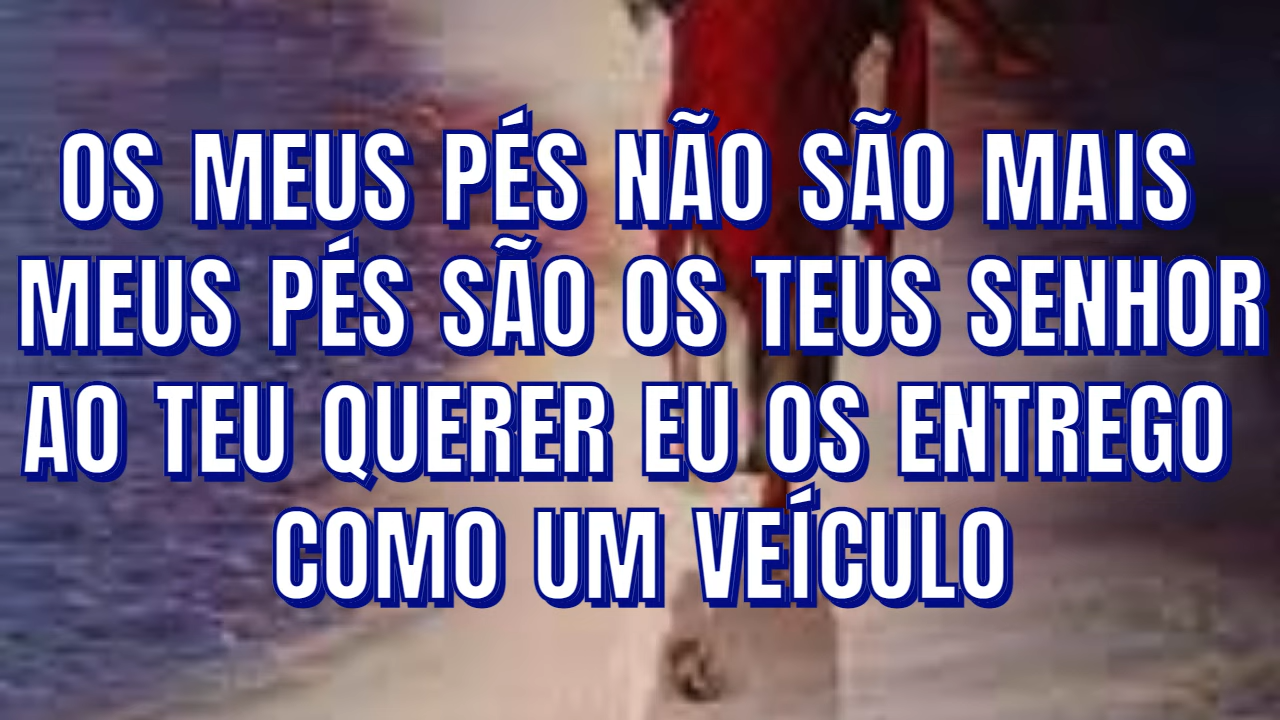 OS MEUS PÉS NÃO SÃO MAIS
MEUS PÉS SÃO OS TEUS SENHOR
AO TEU QUERER EU OS ENTREGO
COMO UM VEÍCULO